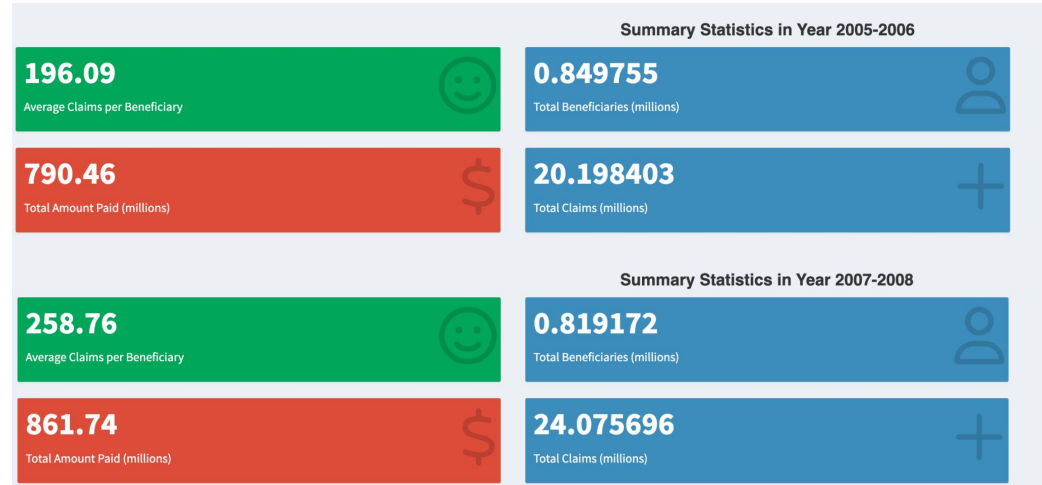 Summary Statistics in Year 2005-2006
196.09
Average Claims per Beneficiary
0.849755
Total Beneficiaries (millions)
790.46
Total Amount Paid (millions)
$
20.198403
Total Claims (millions)
Summary Statistics in Year 2007-2008
258.76
Average Claims per Beneficiary
0.819172
Total Beneficiaries (millions)
861.74
Total Amount Paid (millions)
$
24.075696
Total Claims (millions)